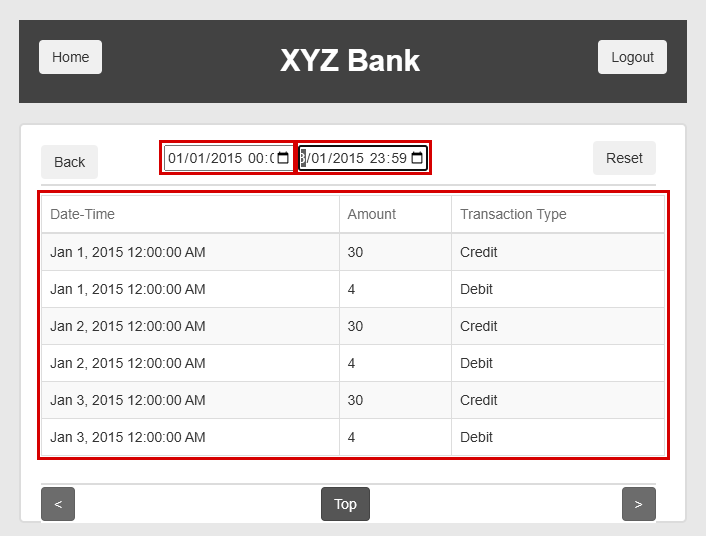 Home
XYZ Bank
Logout
Back
01/01/2015 00:0
3/01/2015 23:59
Reset
Date-Time Amount Transaction Type
Jan 1, 2015 12:00:00 AM 30 Credit
Jan 1, 2015 12:00:00 AM 4 Debit
Jan 2, 2015 12:00:00 AM 30 Credit
Jan 2, 2015 12:00:00 AM 4 Debit
Jan 3, 2015 12:00:00 AM 30 Credit
Jan 3, 2015 12:00:00 AM 4 Debit
<
Top
>